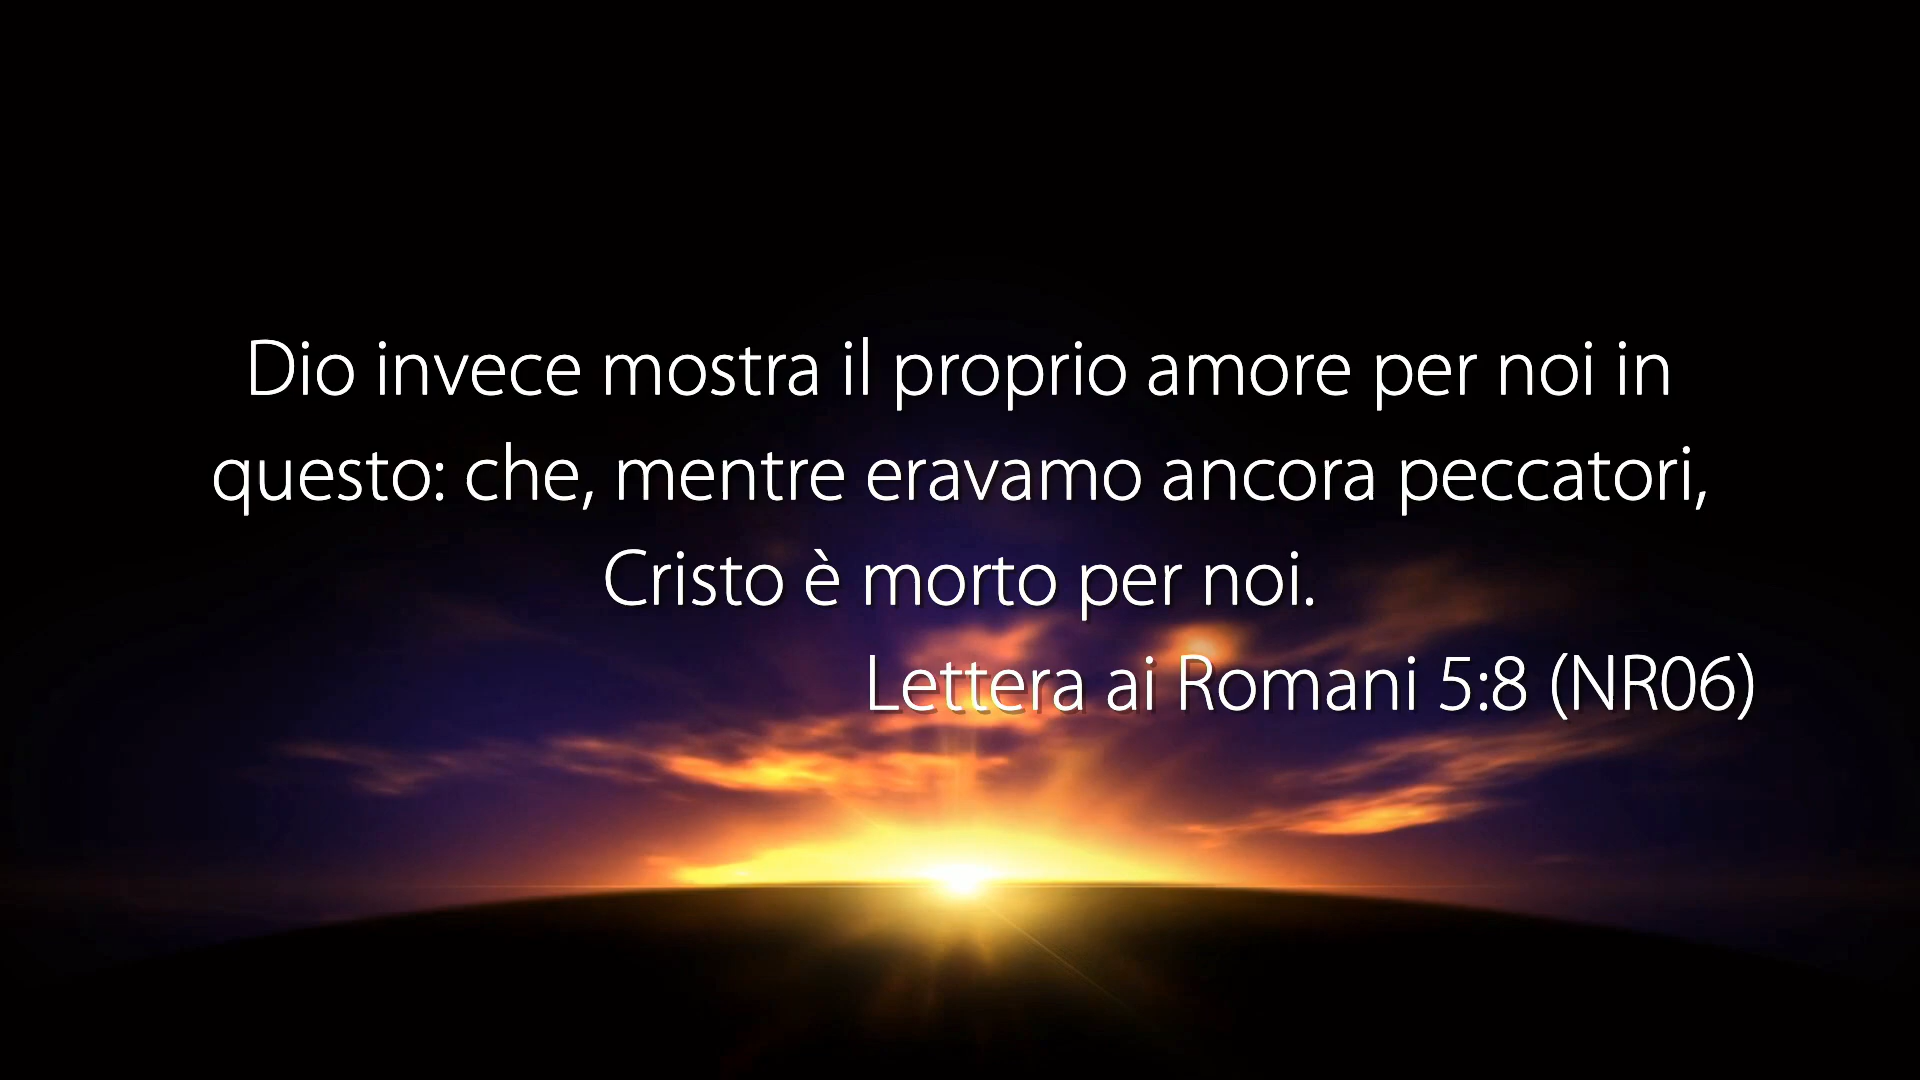 Dio invece mostra il proprio amore per noi in
questo: che, mentre eravamo ancora peccatori,
Cristo è morto per noi.
Lettera ai Romani 5:8 (NR06)